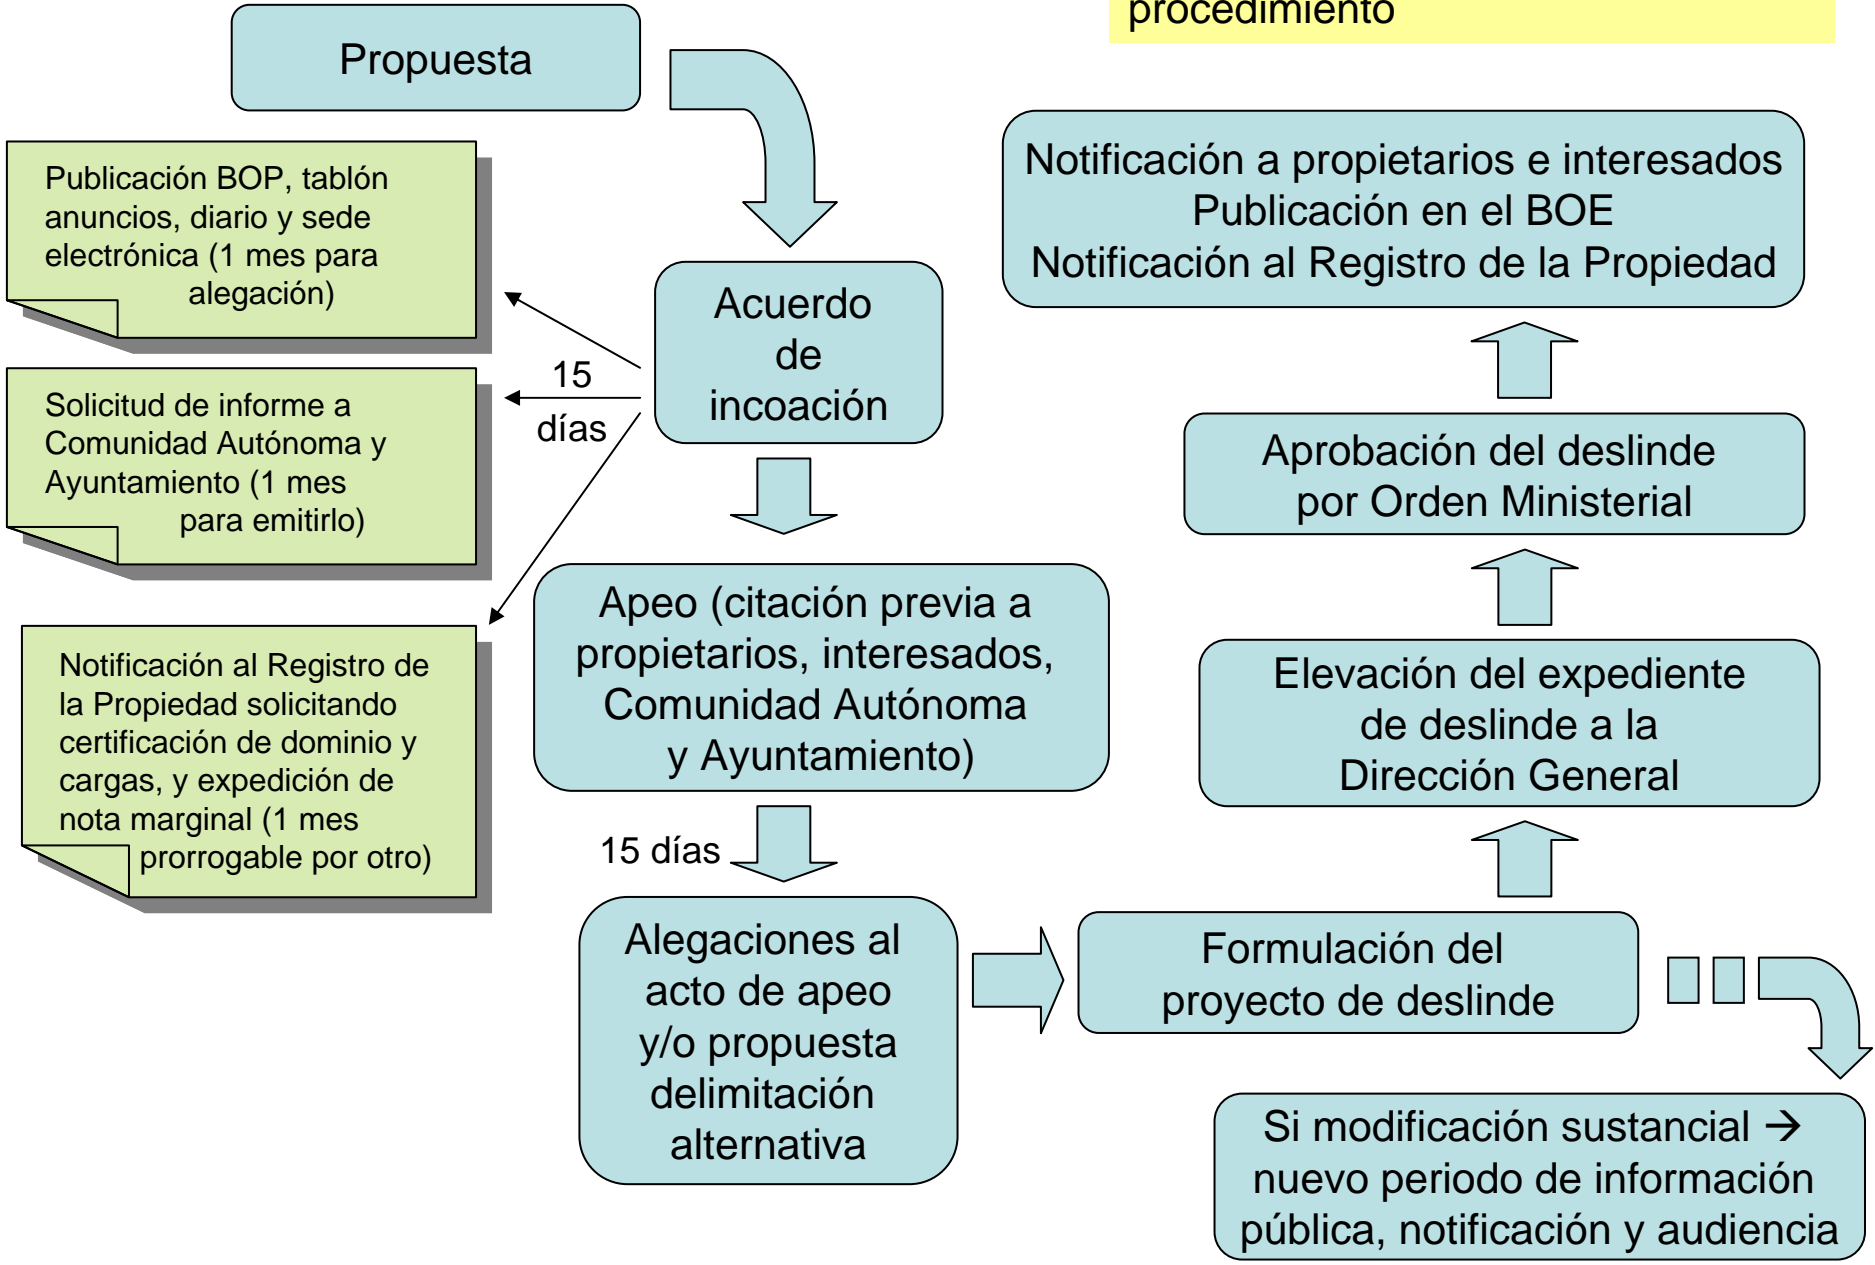 procedimiento
Propuesta
Publicación BOP, tablón
anuncios, diario y sede
electrónica (1 mes para
alegación)
Solicitud de informe a
Comunidad Autónoma y
Ayuntamiento (1 mes
para emitirlo)
Notificación al Registro de
la Propiedad solicitando
certificación de dominio y
cargas, y expedición de
nota marginal (1 mes
prorrogable por otro)
15
días
Acuerdo
de
incoación
Apeo (citación previa a
propietarios, interesados,
Comunidad Autónoma
y Ayuntamiento)
15 días
Alegaciones al
acto de apeo
y/o propuesta
delimitación
alternativa
Formulación del
proyecto de deslinde
Si modificación sustancial →
nuevo periodo de información
pública, notificación y audiencia
Elevación del expediente
de deslinde a la
Dirección General
Aprobación del deslinde
por Orden Ministerial
Notificación a propietarios e interesados
Publicación en el BOE
Notificación al Registro de la Propiedad